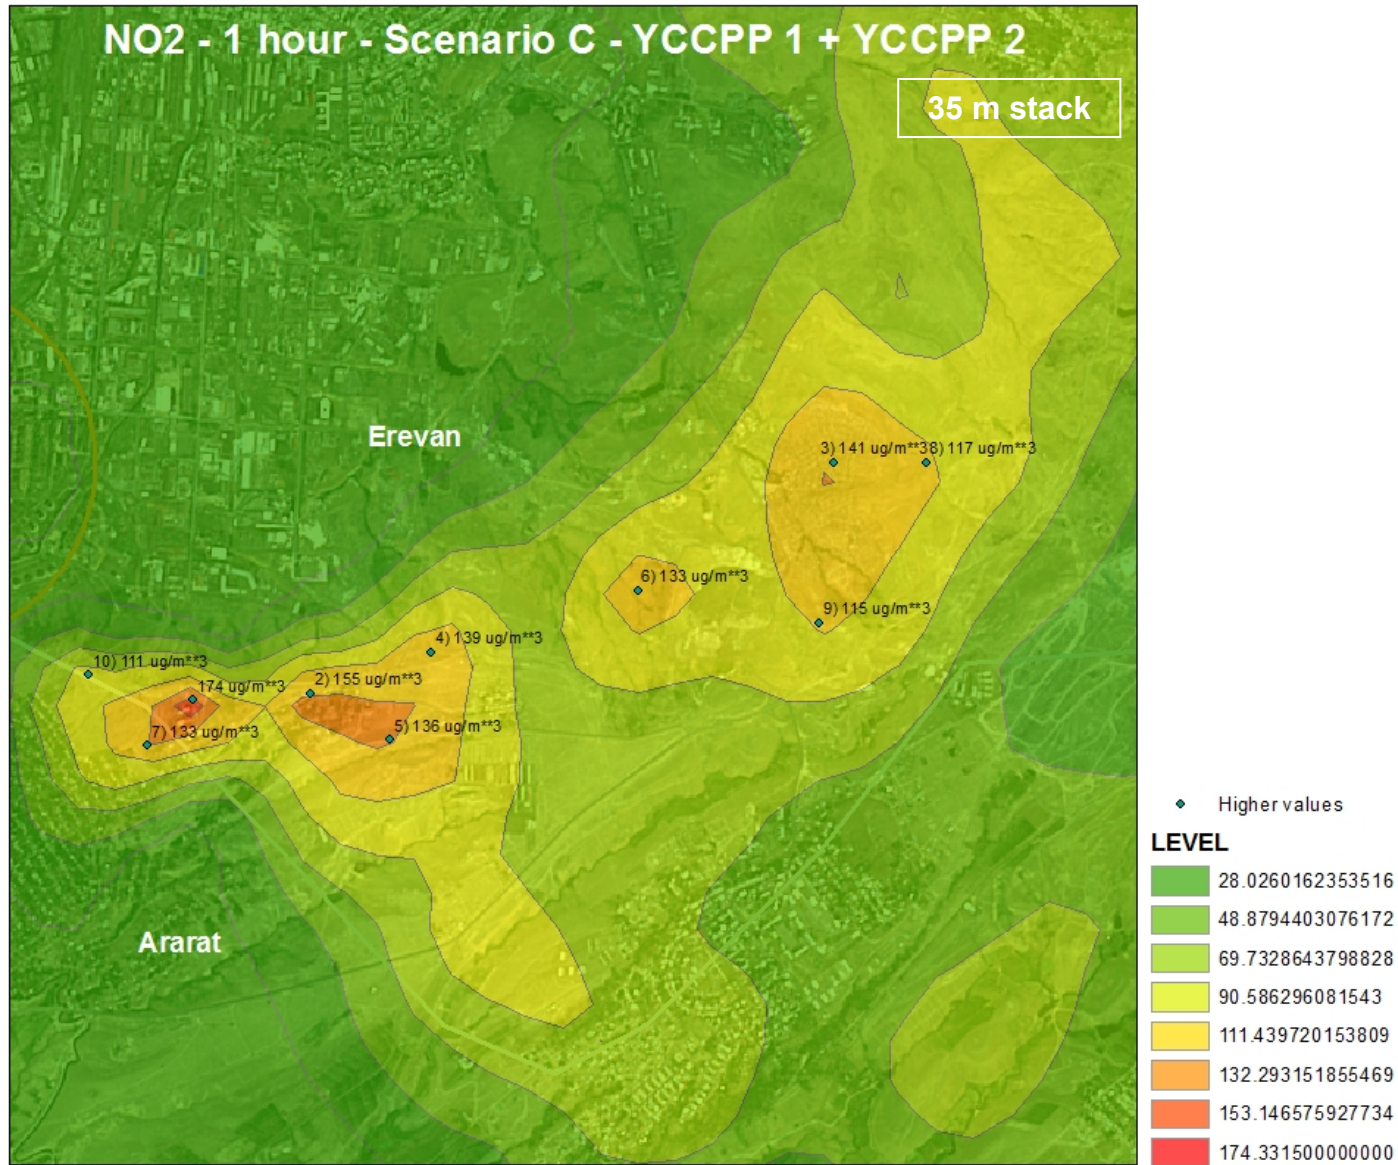 NO2 - 1 hour - Scenario C - YCCPP 1 + YCCPP 2
35 m stack
Erevan
3) 141 ug/m**3
8) 117 ug/m**3
6) 133 ug/m**3
9) 115 ug/m**3
4) 139 ug/m**3
10) 111 ug/m**3
2) 155 ug/m**3
174 ug/m**3
5) 136 ug/m**3
7) 133 ug/m**3
Ararat
Higher values
LEVEL
28.0260162353516
48.8794403076172
69.7328643798828
90.586296081543
111.439720153809
132.293151855469
153.146575927734
174.331500000000